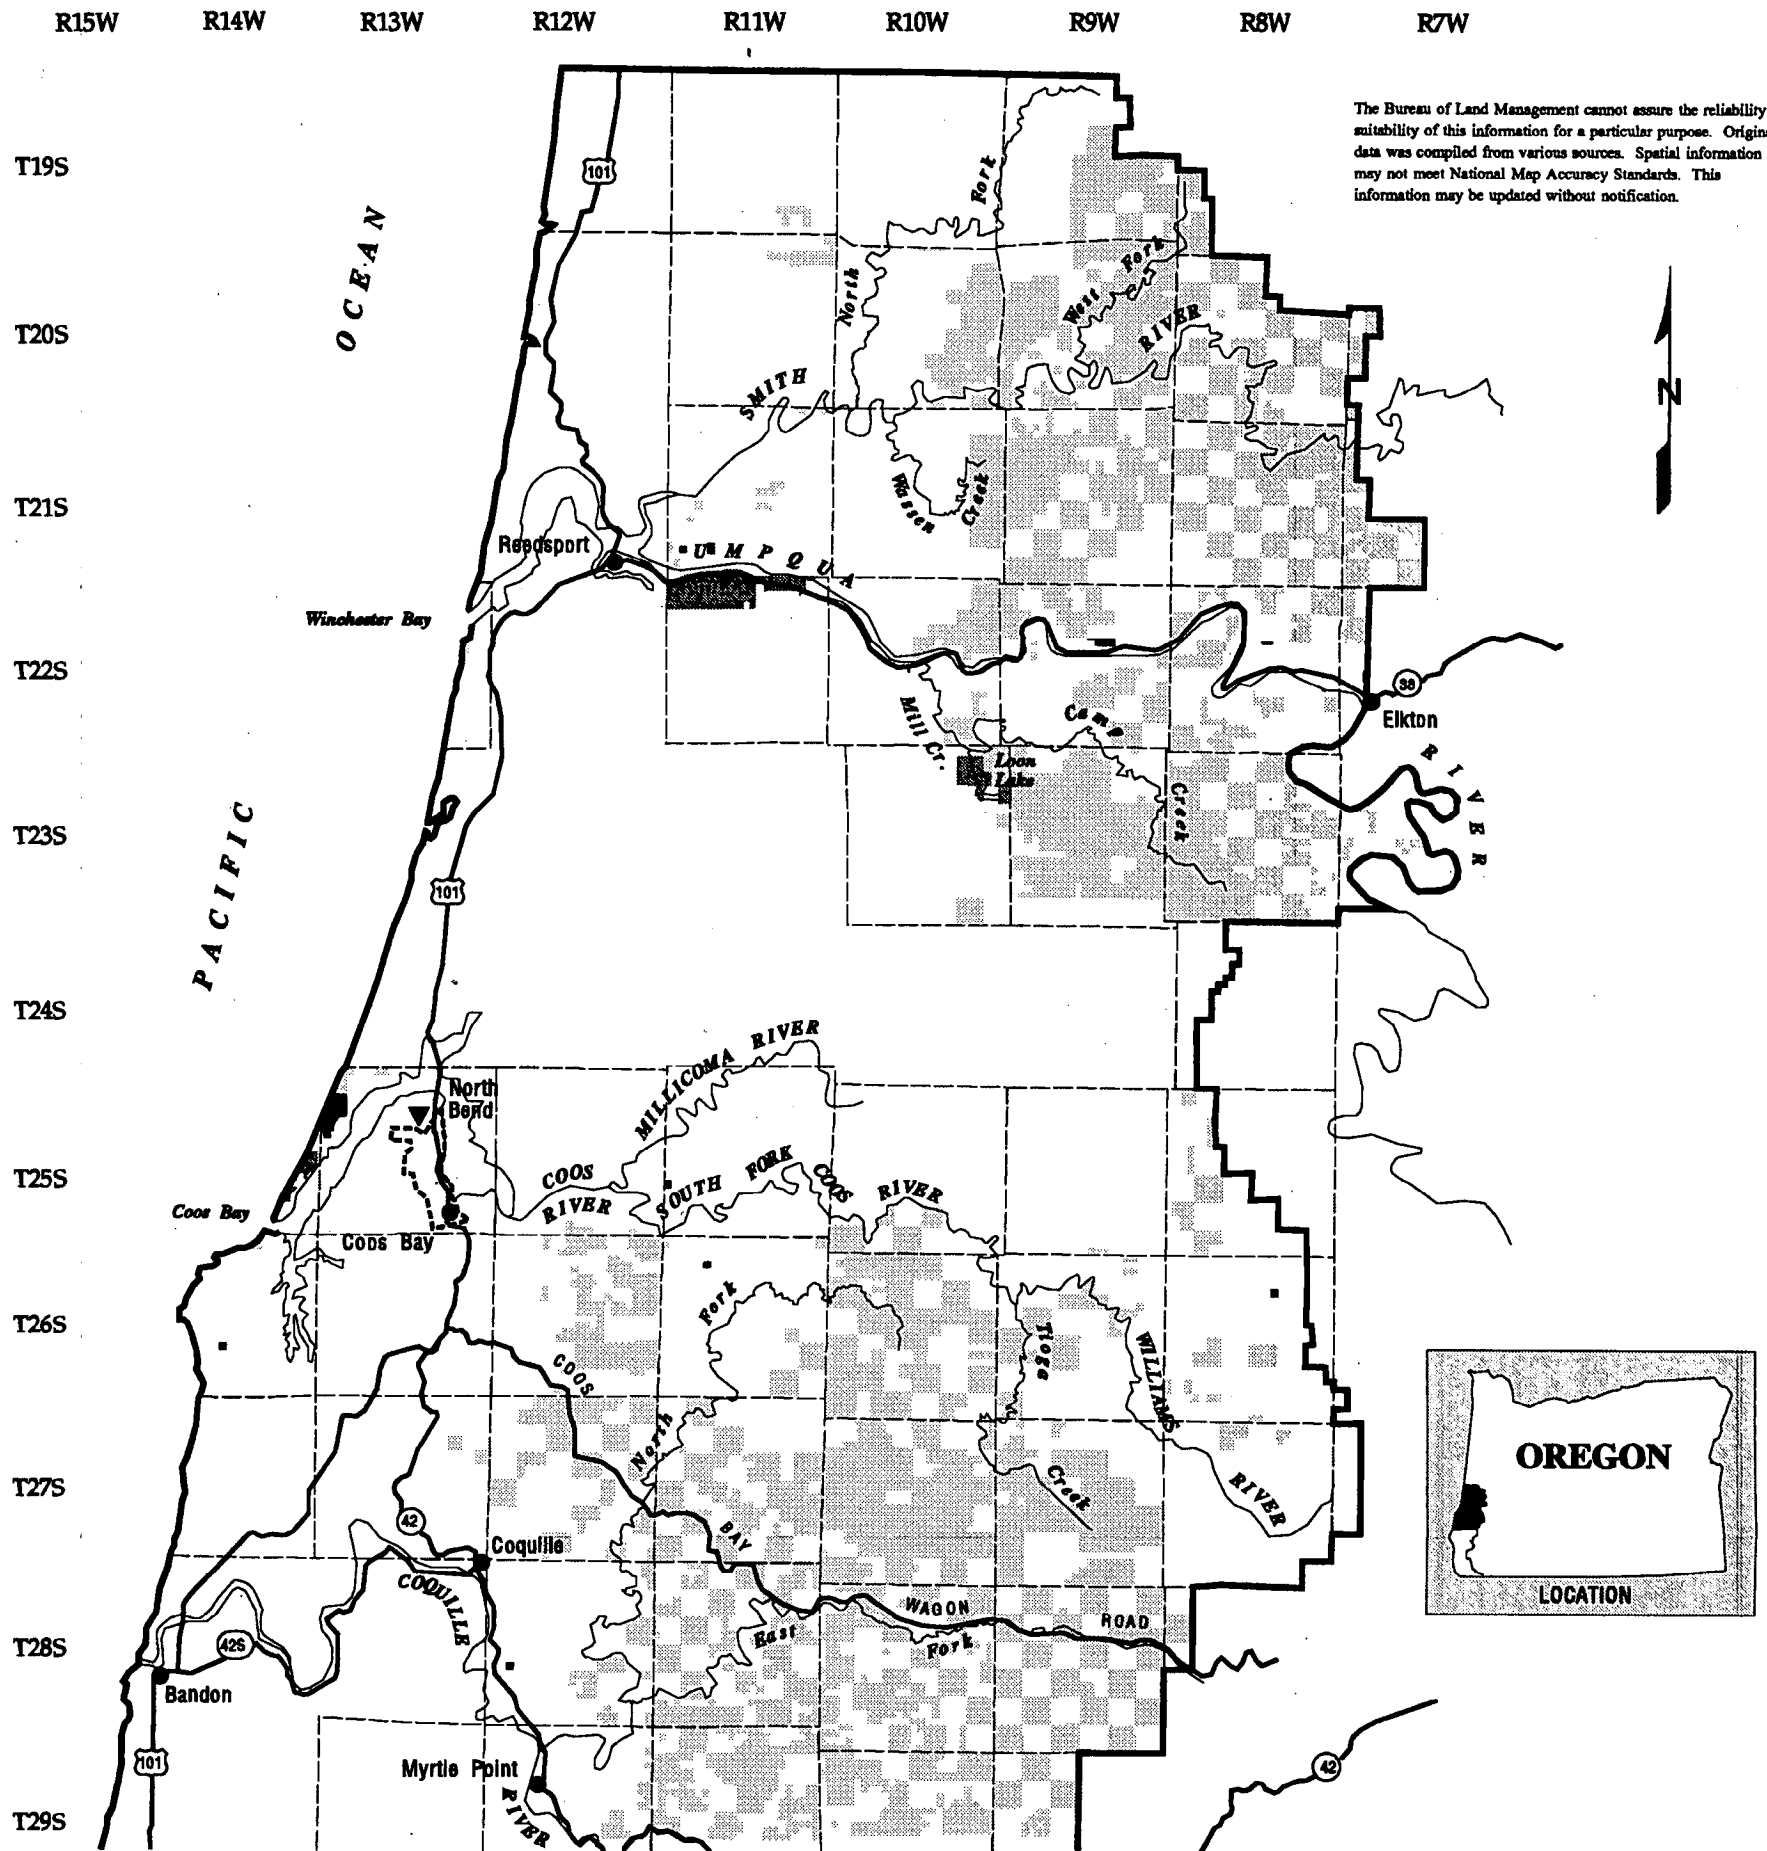 R15W R14W R13W R12W R11W R10W R9W R8W R7W
The Bureau of Land Management cannot assure the reliability
suitability of this information for a particular purpose. Origina
data was compiled from various sources. Spatial information
may not meet National Map Accuracy Standards. This
information may be updated without notification.
T19S
101
Fork
OCEAN
North
West Fork
T20S
RIVER
N
SMITH
T21S
Wassen
Creek
Reedsport
UMPQUA
Winchester Bay
T22S
38
Elkton
Mill Cr.
Camp
Creek
RIVER
Loon
Lake
T23S
PACIFIC
101
T24S
MILLICOMA RIVER
North
Bend
T25S
COOS
RIVER
SOUTH FORK
COOS RIVER
Coos Bay
Coos Bay
T26S
Fork
Tioga
WILLIAMS
COOS
North
OREGON
T27S
Creek
RIVER
42
BAY
Coquille
COQUILLE
LOCATION
WAGON
ROAD
T28S
42S
East
Fork
Bandon
101
Myrtle Point
42
RIVER
T29S